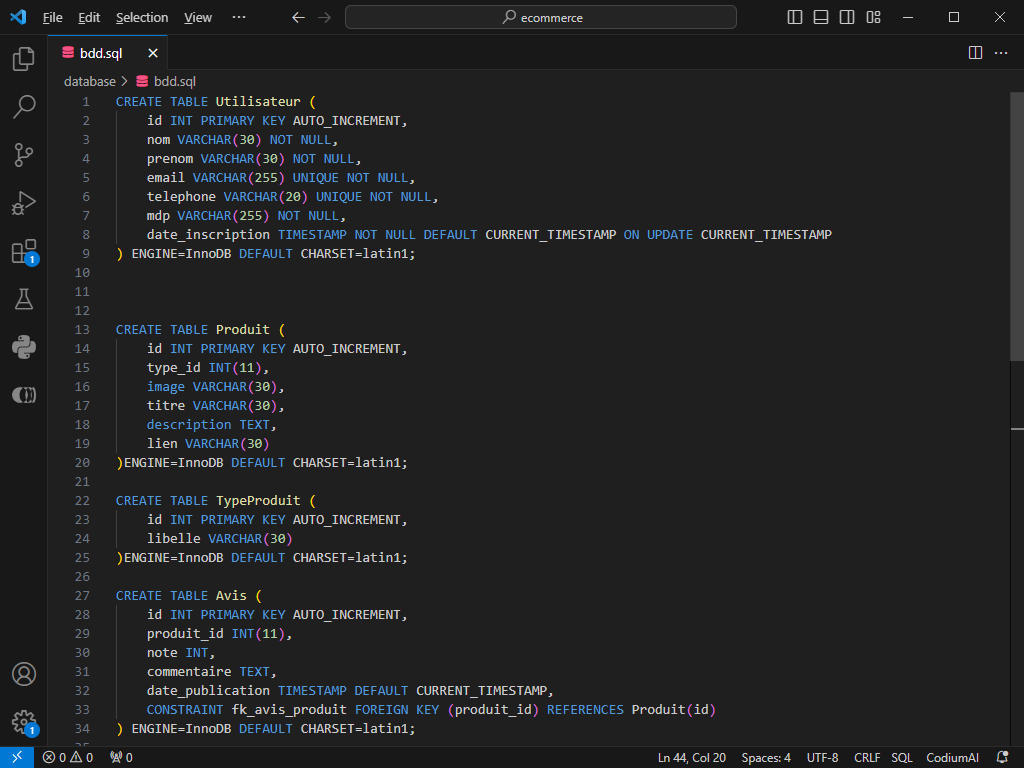 File Edit Selection View ··· ecommerce
bdd.sql
database > bdd.sql
1 CREATE TABLE Utilisateur (
2 id INT PRIMARY KEY AUTO_INCREMENT,
3 nom VARCHAR(30) NOT NULL,
4 prenom VARCHAR(30) NOT NULL,
5 email VARCHAR(255) UNIQUE NOT NULL,
6 telephone VARCHAR(20) UNIQUE NOT NULL,
7 mdp VARCHAR(255) NOT NULL,
8 date_inscription TIMESTAMP NOT NULL DEFAULT CURRENT_TIMESTAMP ON UPDATE CURRENT_TIMESTAMP
9 ) ENGINE=InnoDB DEFAULT CHARSET=latin1;
10
11
12
13 CREATE TABLE Produit (
14 id INT PRIMARY KEY AUTO_INCREMENT,
15 type_id INT(11),
16 image VARCHAR(30),
17 titre VARCHAR(30),
18 description TEXT,
19 lien VARCHAR(30)
20 )ENGINE=InnoDB DEFAULT CHARSET=latin1;
21
22 CREATE TABLE TypeProduit (
23 id INT PRIMARY KEY AUTO_INCREMENT,
24 libelle VARCHAR(30)
25 )ENGINE=InnoDB DEFAULT CHARSET=latin1;
26
27 CREATE TABLE Avis (
28 id INT PRIMARY KEY AUTO_INCREMENT,
29 produit_id INT(11),
30 note INT,
31 commentaire TEXT,
32 date_publication TIMESTAMP DEFAULT CURRENT_TIMESTAMP,
33 CONSTRAINT fk_avis_produit FOREIGN KEY (produit_id) REFERENCES Produit(id)
34 ) ENGINE=InnoDB DEFAULT CHARSET=latin1;
1
1
0 0 0 Ln 44, Col 20 Spaces: 4 UTF-8 CRLF SQL CodiumAI